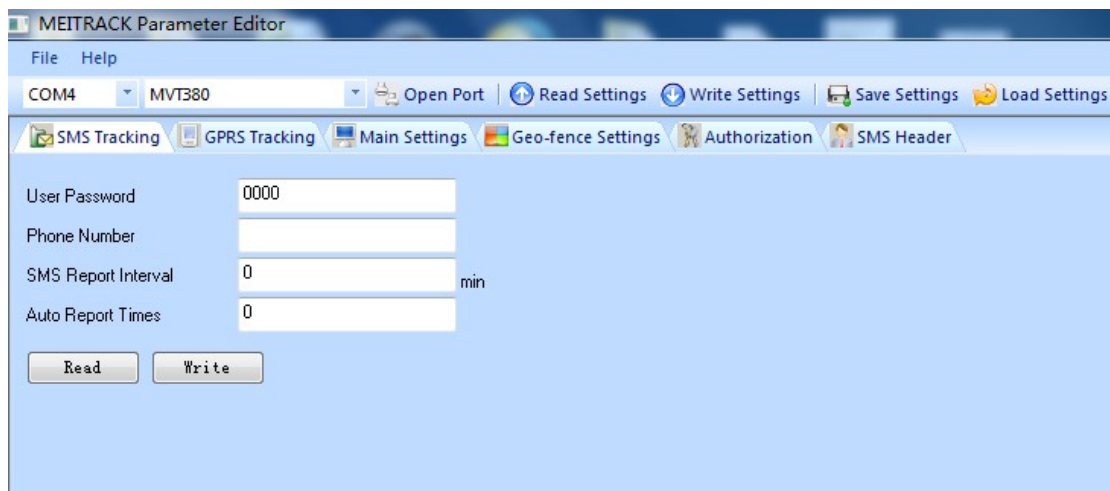 MEITRACK Parameter Editor
File Help
COM4 MVT380 Open Port Read Settings Write Settings Save Settings Load Settings
SMS Tracking GPRS Tracking Main Settings Geo-fence Settings Authorization SMS Header
User Password 0000
Phone Number
SMS Report Interval 0 min
Auto Report Times 0
Read Write